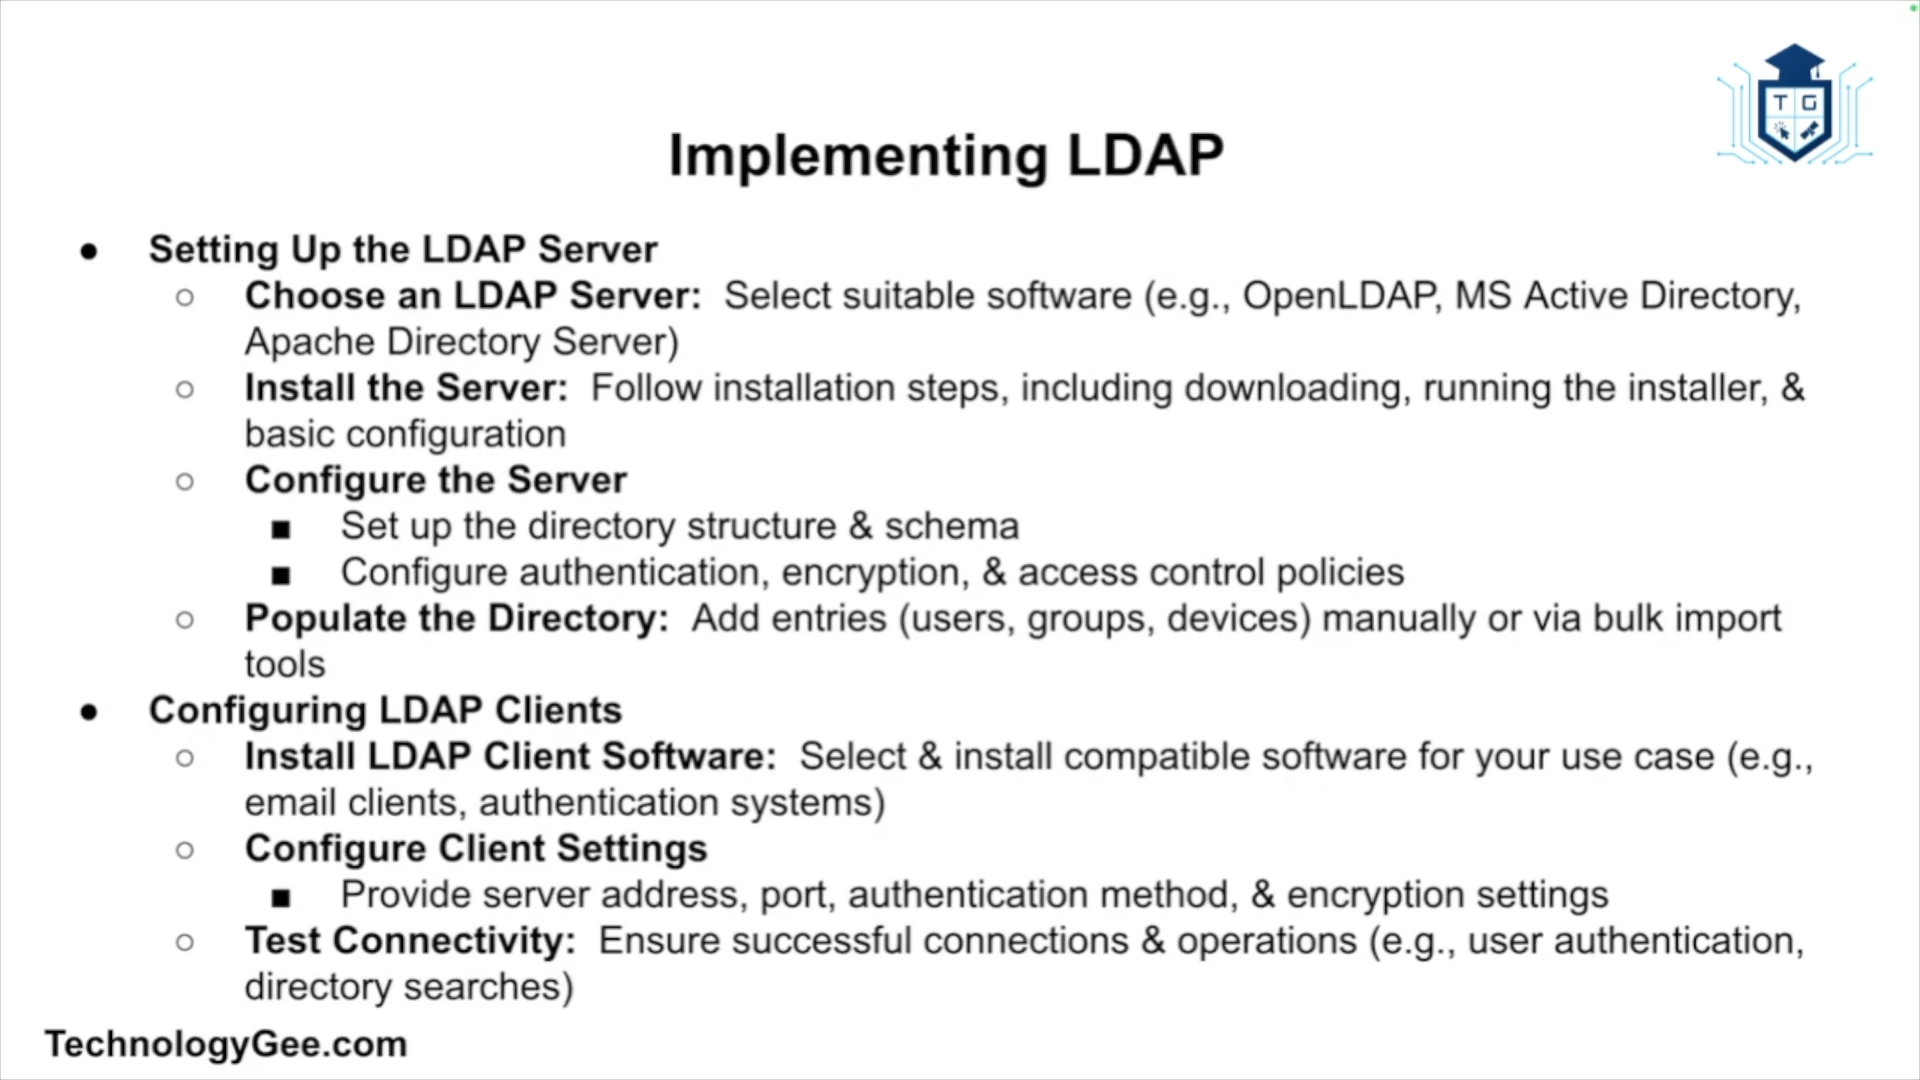 T G
Implementing LDAP
● Setting Up the LDAP Server
○ Choose an LDAP Server: Select suitable software (e.g., OpenLDAP, MS Active Directory,
Apache Directory Server)
○ Install the Server: Follow installation steps, including downloading, running the installer, &
basic configuration
○ Configure the Server
■ Set up the directory structure & schema
■ Configure authentication, encryption, & access control policies
○ Populate the Directory: Add entries (users, groups, devices) manually or via bulk import
tools
● Configuring LDAP Clients
○ Install LDAP Client Software: Select & install compatible software for your use case (e.g.,
email clients, authentication systems)
○ Configure Client Settings
■ Provide server address, port, authentication method, & encryption settings
○ Test Connectivity: Ensure successful connections & operations (e.g., user authentication,
directory searches)
TechnologyGee.com